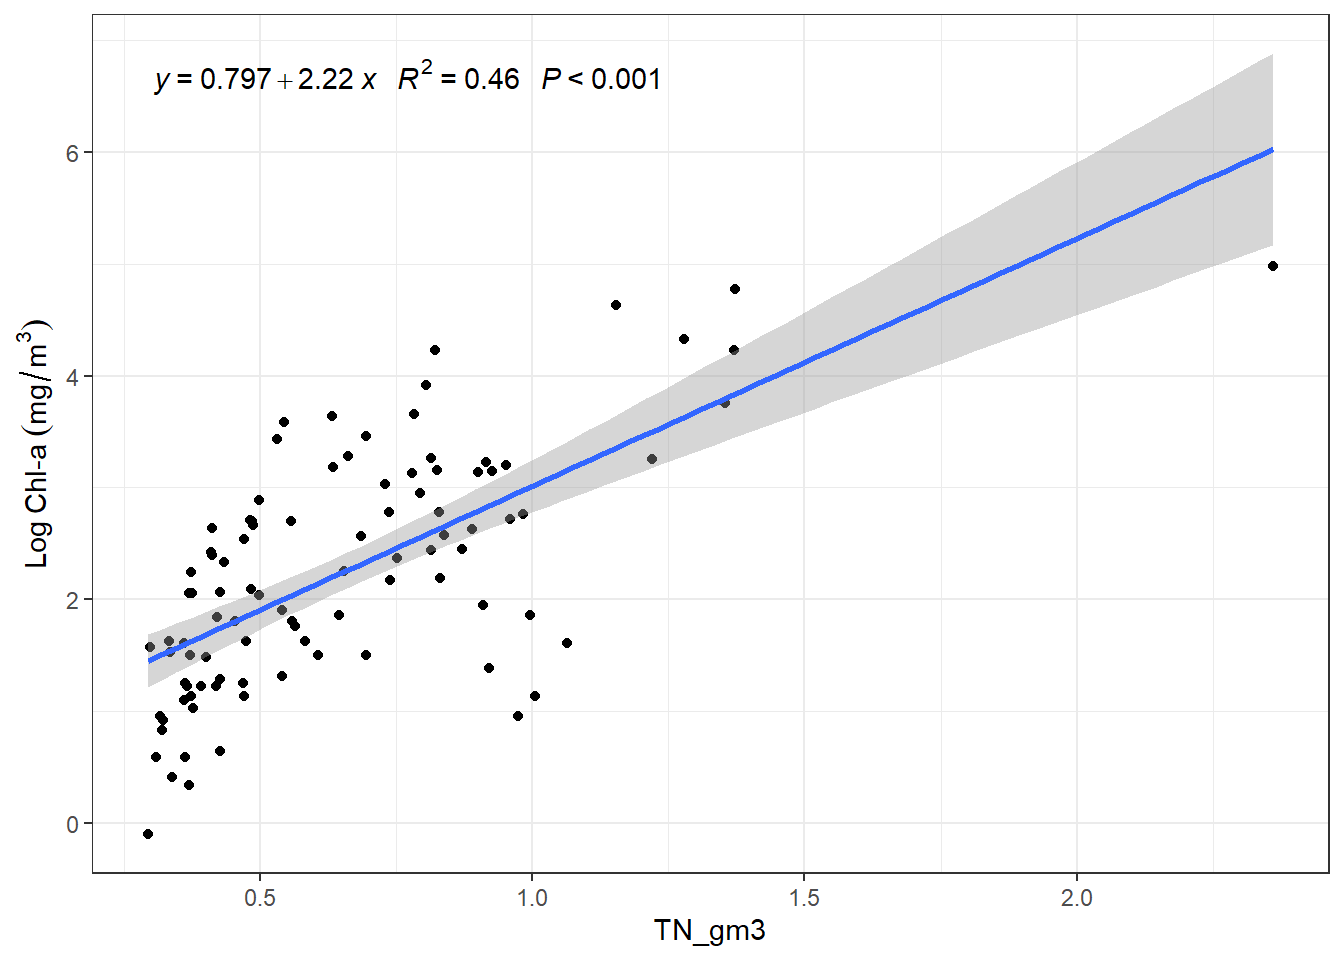 y = 0.797 + 2.22 x R² = 0.46 P < 0.001
6
4
2
0
Log Chl-a (mg/m³)
0.5 1.0 1.5 2.0
TN_gm3